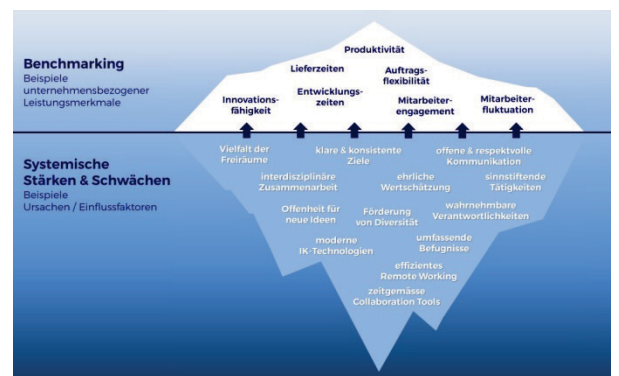 Benchmarking
Beispiele
unternehmensbezogener
Leistungsmerkmale
Produktivität
Lieferzeiten
Auftrags-
flexibilität
Entwicklungs-
zeiten
Innovations-
fähigkeit
Mitarbeiter-
engagement
Mitarbeiter-
fluktuation
Systemische
Stärken & Schwächen
Beispiele
Ursachen / Einflussfaktoren
Vielfalt der
Freiräume
klare & konsistente
Ziele
offene & respektvolle
Kommunikation
interdisziplinäre
Zusammenarbeit
ehrliche
Wertschätzung
sinnstiftende
Tätigkeiten
Offenheit für
neue Ideen
Förderung
von Diversität
wahrnehmbare
Verantwortlichkeiten
moderne
IK-Technologien
umfassende
Befugnisse
effizientes
Remote Working
zeitgemässe
Collaboration Tools